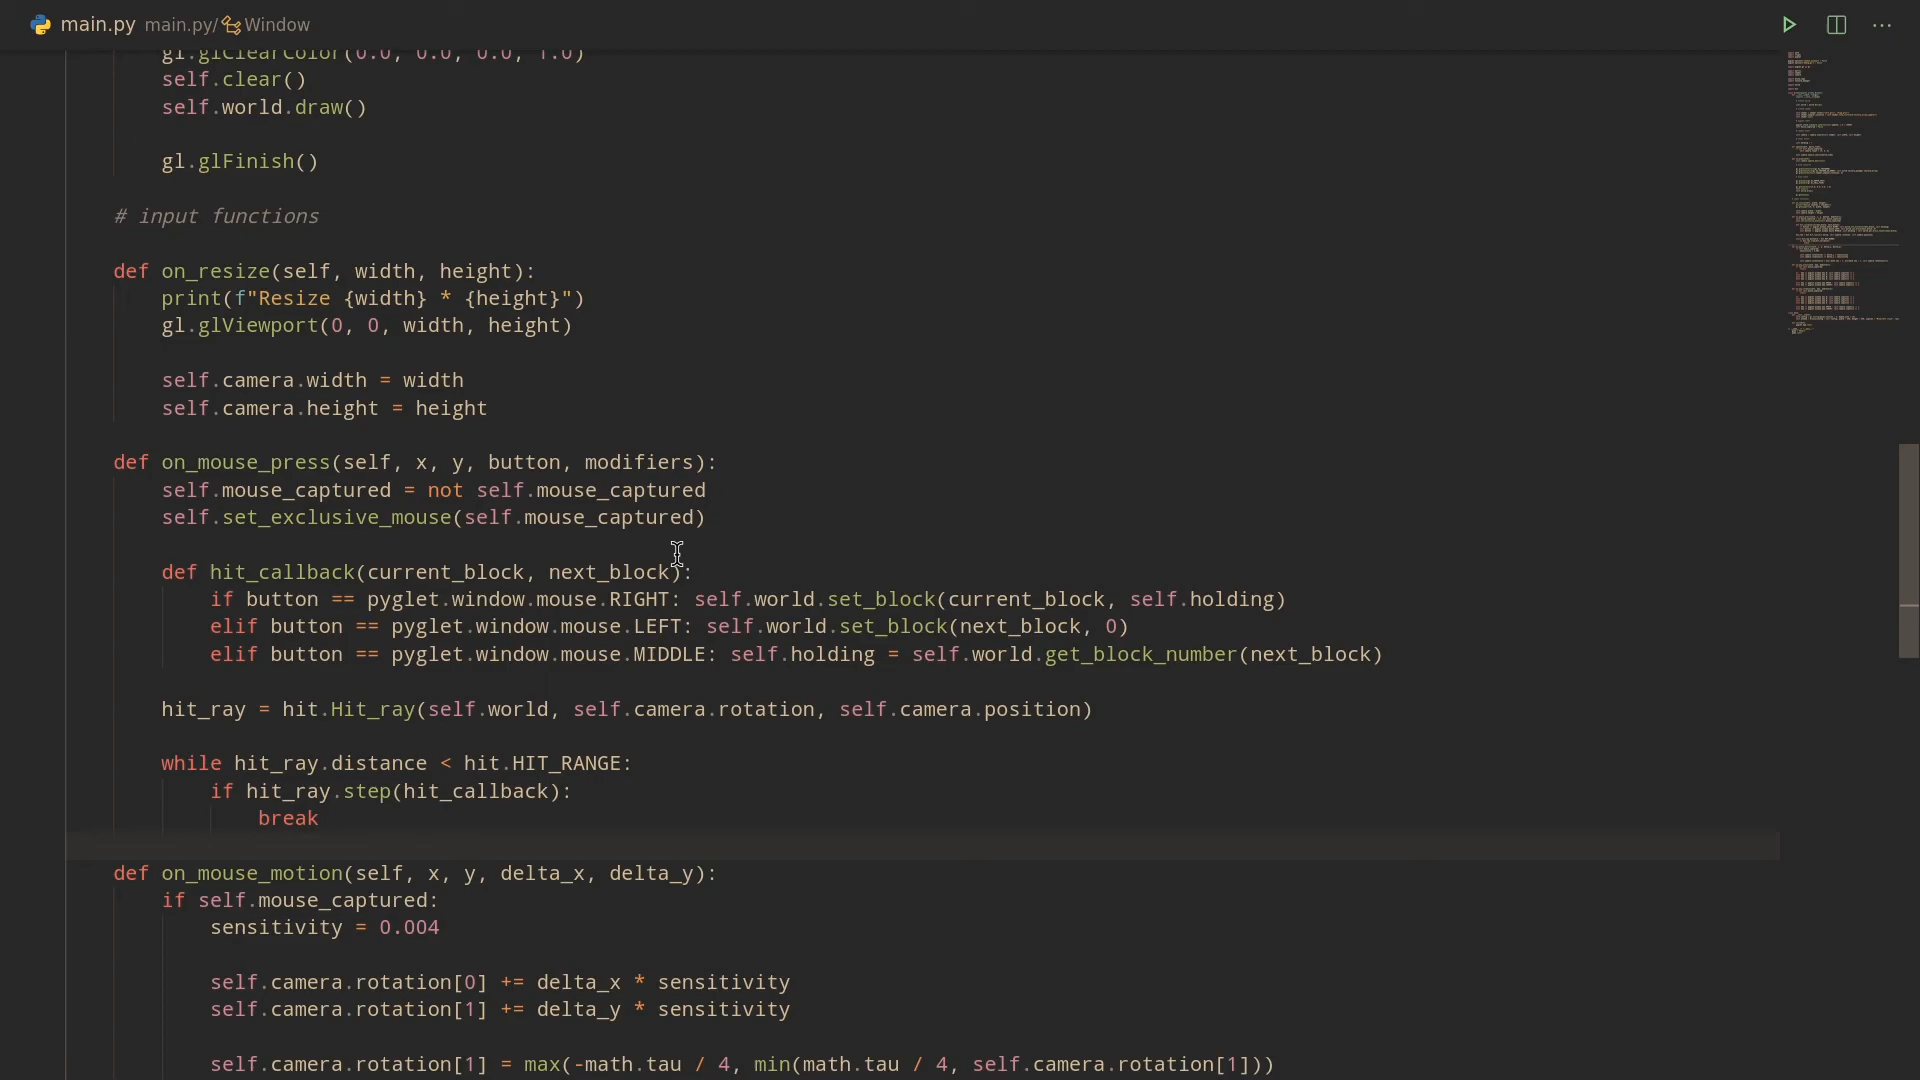 main.py main.py/Window
gl.glClearColor(0.0, 0.0, 0.0, 1.0)
self.clear()
self.world.draw()
gl.glFinish()
# input functions
def on_resize(self, width, height):
print(f"Resize {width} * {height}")
gl.glViewport(0, 0, width, height)
self.camera.width = width
self.camera.height = height
def on_mouse_press(self, x, y, button, modifiers):
self.mouse_captured = not self.mouse_captured
self.set_exclusive_mouse(self.mouse_captured)
def hit_callback(current_block, next_block):
if button == pyglet.window.mouse.RIGHT: self.world.set_block(current_block, self.holding)
elif button == pyglet.window.mouse.LEFT: self.world.set_block(next_block, 0)
elif button == pyglet.window.mouse.MIDDLE: self.holding = self.world.get_block_number(next_block)
hit_ray = hit.Hit_ray(self.world, self.camera.rotation, self.camera.position)
while hit_ray.distance < hit.HIT_RANGE:
if hit_ray.step(hit_callback):
break
def on_mouse_motion(self, x, y, delta_x, delta_y):
if self.mouse_captured:
sensitivity = 0.004
self.camera.rotation[0] += delta_x * sensitivity
self.camera.rotation[1] += delta_y * sensitivity
self.camera.rotation[1] = max(-math.tau / 4, min(math.tau / 4, self.camera.rotation[1]))